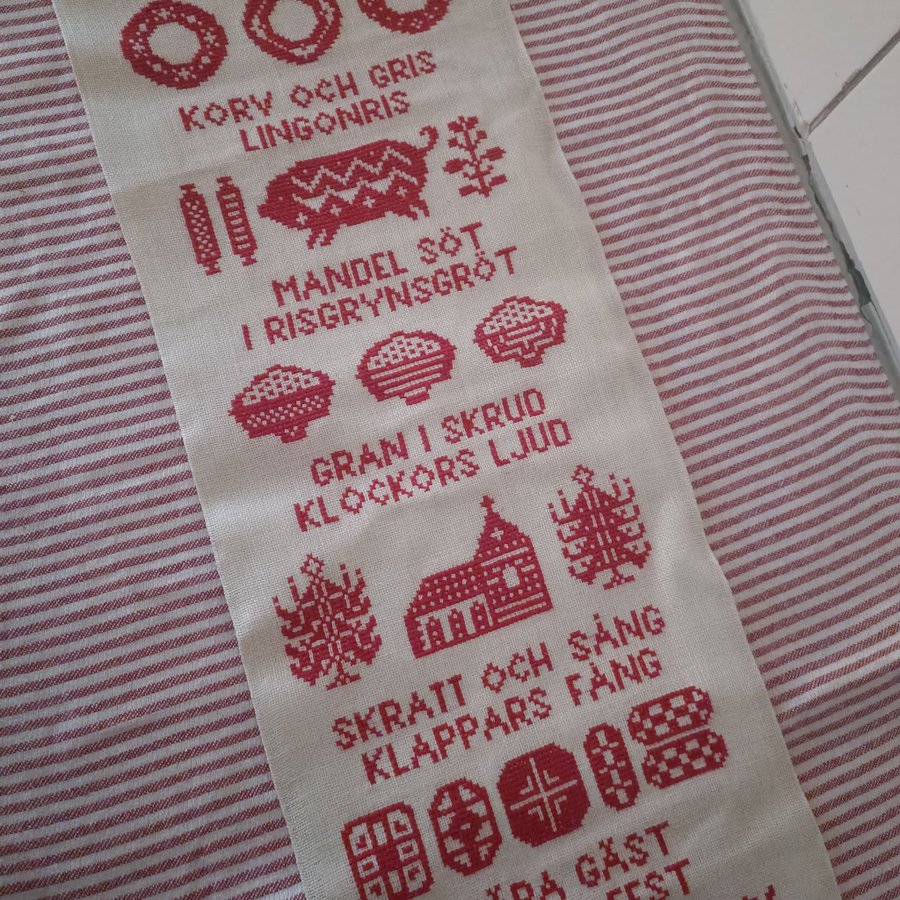 KORV OCH GRIS
LINGONRIS
MANDEL SÖT
I RISGRYNSGRÖT
GRAN I SKRUD
KLOCKORS LJUD
SKRATT OCH SÅNG
KLAPPARS FÅNG
GÄST